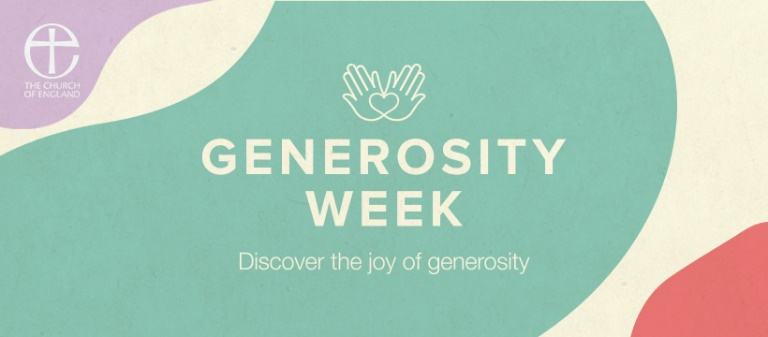 THE CHURCH
OF ENGLAND
GENEROSITY
WEEK
Discover the joy of generosity